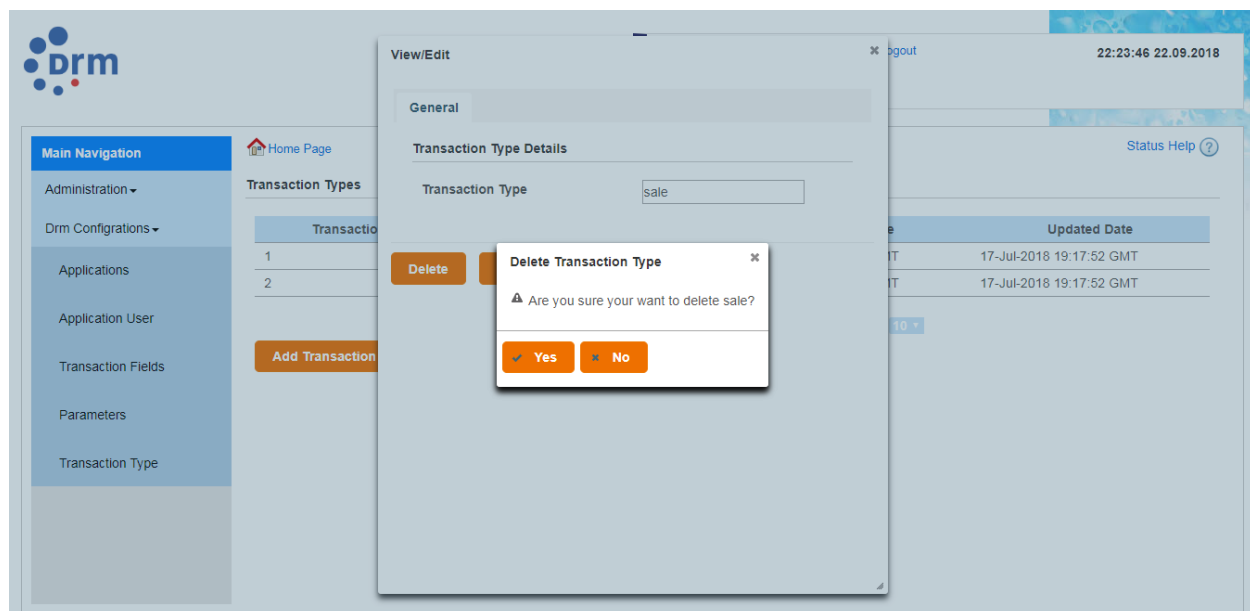 Drm
View/Edit
ogout
22:23:46 22.09.2018
General
Main Navigation
Home Page
Status Help ?
Transaction Type Details
Administration
Transaction Types
Transaction Type
sale
Drm Configrations
Transactio
e
Updated Date
1
17-Jul-2018 19:17:52 GMT
2
17-Jul-2018 19:17:52 GMT
Applications
Delete
Delete Transaction Type
Are you sure your want to delete sale?
Application User
10
Add Transaction
Yes
No
Transaction Fields
Parameters
Transaction Type